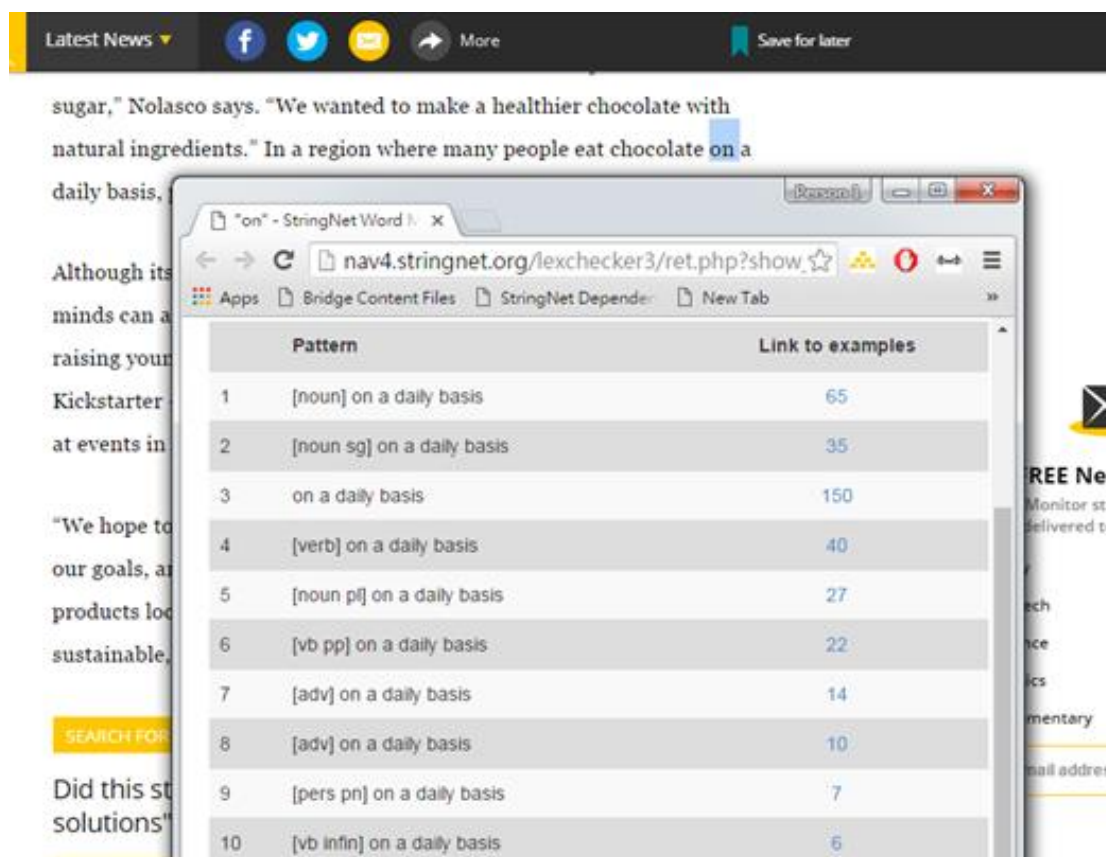 Latest News
More
Save for later
sugar," Nolasco says. "We wanted to make a healthier chocolate with
natural ingredients." In a region where many people eat chocolate on a
daily basis,
Although its
minds can a
raising your
Kickstarter
at events in
"We hope to
our goals,
products loc
sustainable,
SEARCH FOR
Did this st
solutions"
Person 1
"on" - StringNet Word
nav4.stringnet.org/lexchecker3/ret.php?show_
Apps
Bridge Content Files
StringNet Depender
New Tab
»
Pattern Link to examples
1 [noun] on a daily basis 65
2 [noun sg] on a daily basis 35
3 on a daily basis 150
4 [verb] on a daily basis 40
5 [noun pl] on a daily basis 27
6 [vb pp] on a daily basis 22
7 [adv] on a daily basis 14
8 [adv] on a daily basis 10
9 [pers pn] on a daily basis 7
10 [vb infin] on a daily basis 6
REE Ne
Monitor st
delivered t
ech
nce
ics
mentary
mail addres